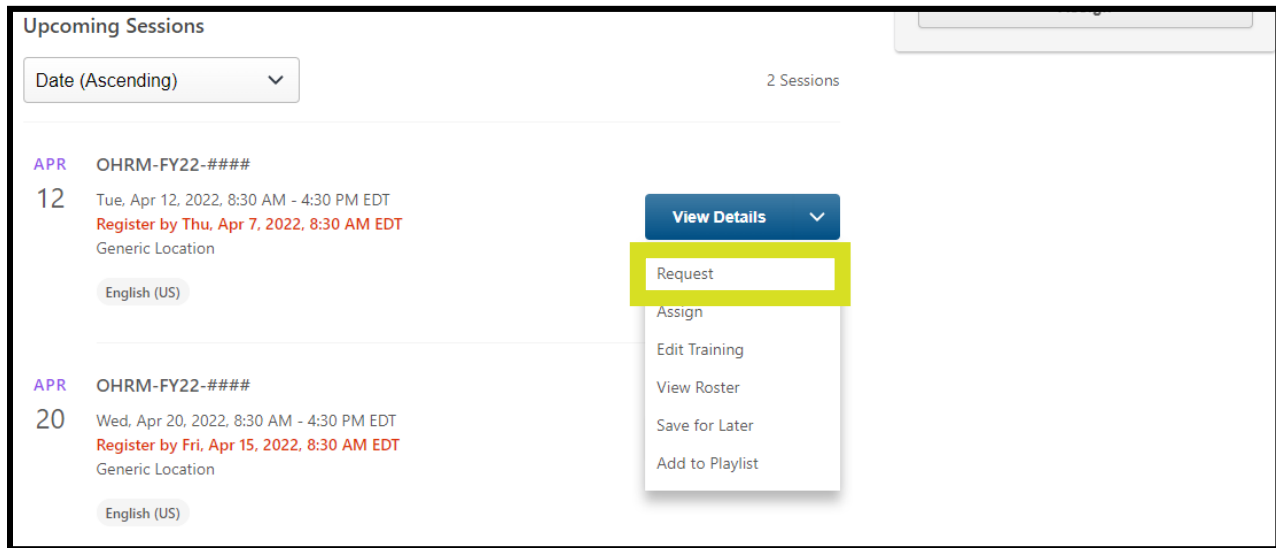 Upcoming Sessions
Date (Ascending)
2 Sessions
APR
12
OHRM-FY22-####
Tue, Apr 12, 2022, 8:30 AM - 4:30 PM EDT
Register by Thu, Apr 7, 2022, 8:30 AM EDT
Generic Location
English (US)
View Details
Request
Assign
Edit Training
View Roster
Save for Later
Add to Playlist
APR
20
OHRM-FY22-####
Wed, Apr 20, 2022, 8:30 AM - 4:30 PM EDT
Register by Fri, Apr 15, 2022, 8:30 AM EDT
Generic Location
English (US)